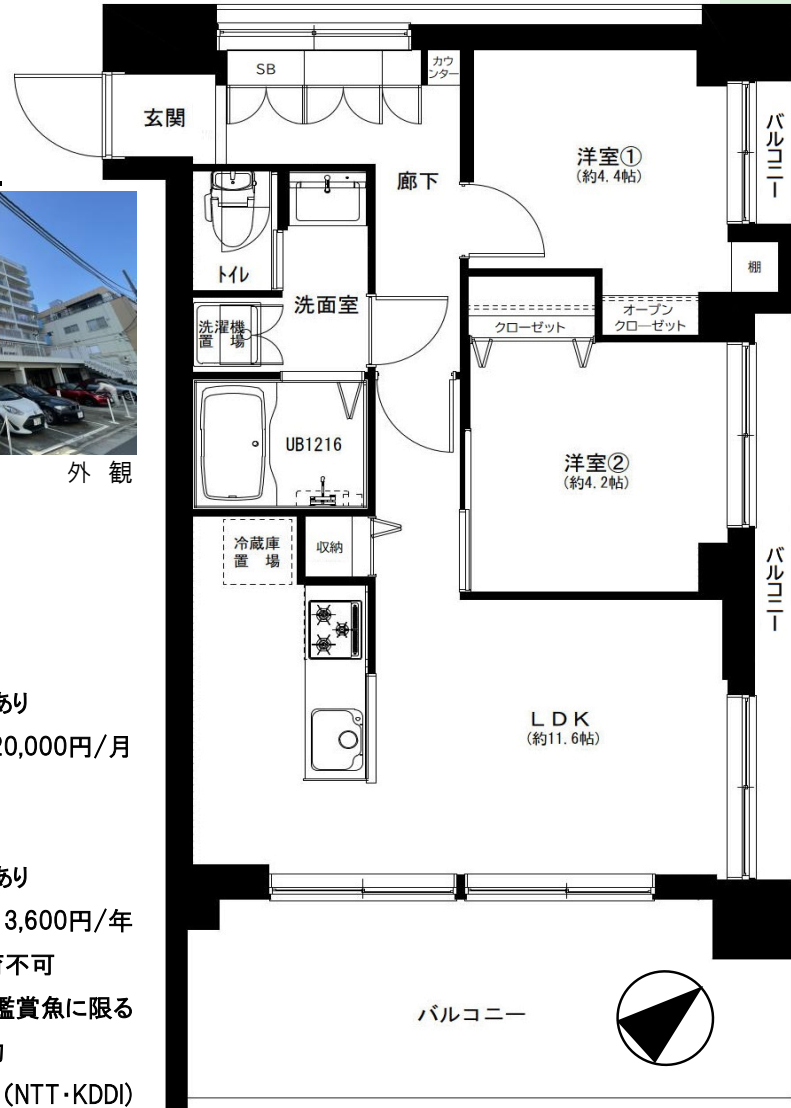 SB
カウ
ンター
玄関
廊下
洋室①
(約4.4帖)
バルコニー
棚
トイレ
洗面室
洗濯機
置　場
クローゼット
オープン
クローゼット
外 観
UB1216
洋室②
(約4.2帖)
バルコニー
冷蔵庫
置　場
収納
LDK
(約11.6帖)
あり
20,000円/月
あり
3,600円/年
不可
鑑賞魚に限る
(NTT・KDDI)
バルコニー